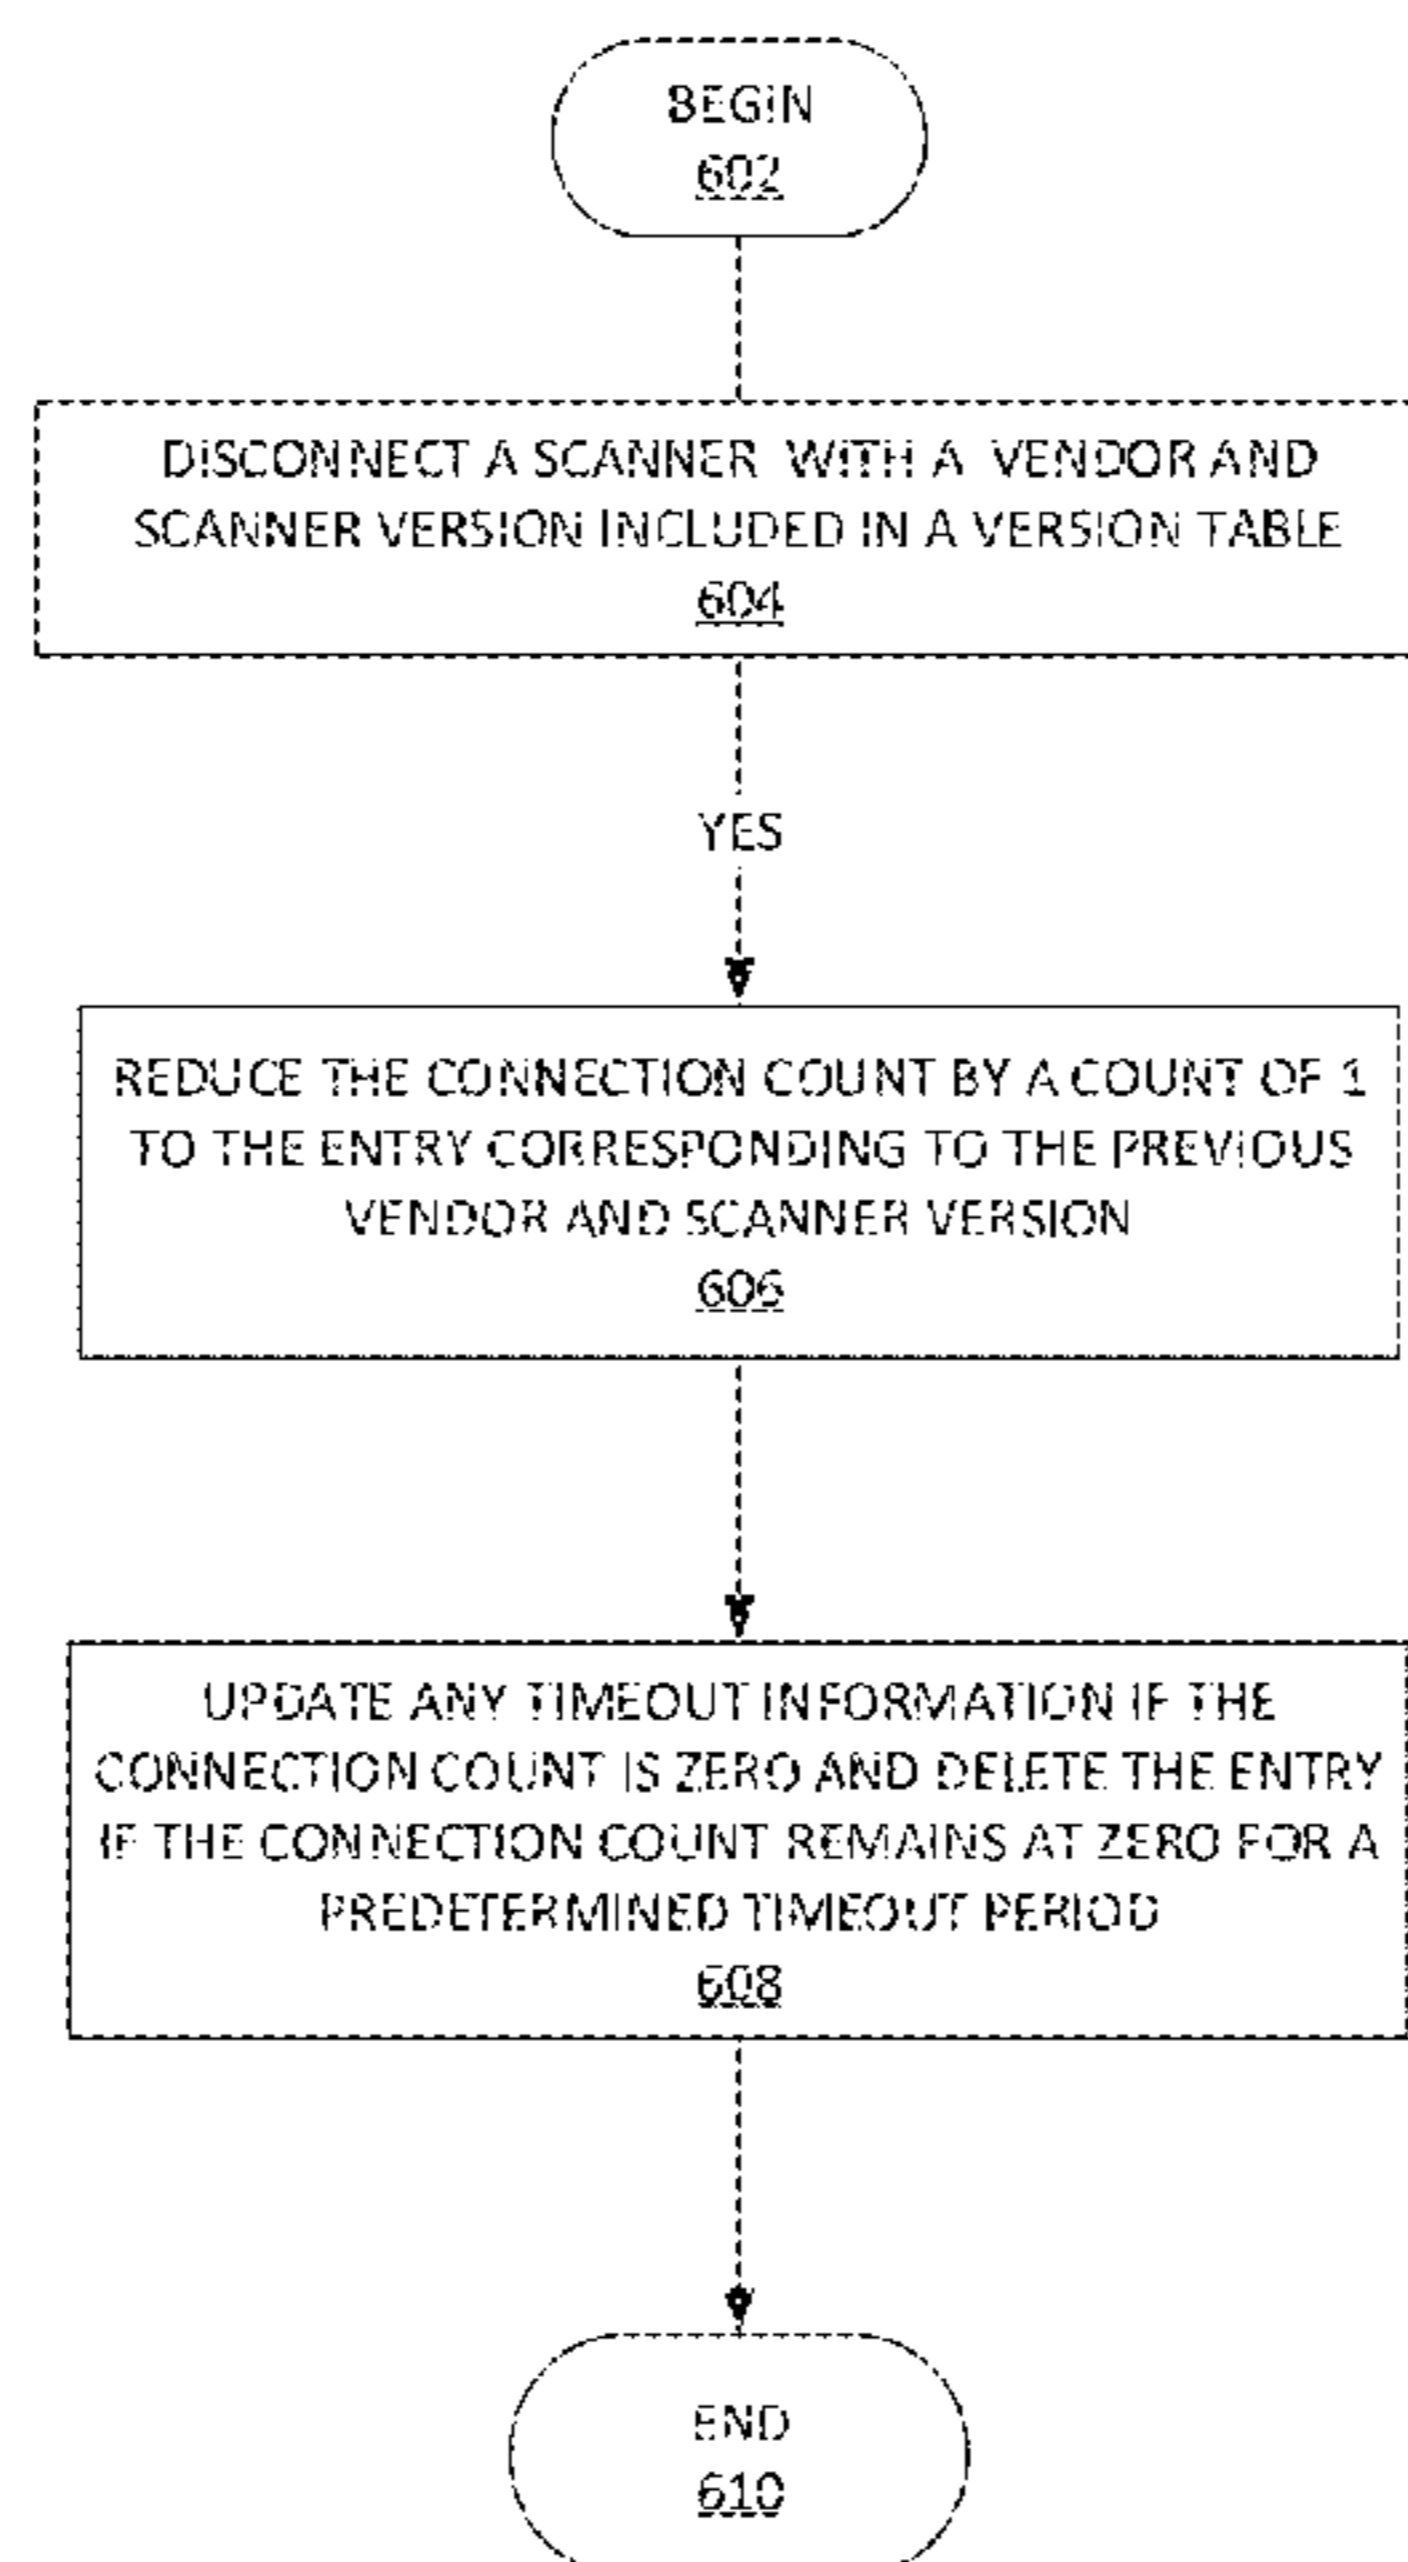 BEGIN
602
DISCONNECT A SCANNER WITH A VENDOR AND
SCANNER VERSION INCLUDED IN A VERSION TABLE
604
YES
REDUCE THE CONNECTION COUNT BY A COUNT OF 1
TO THE ENTRY CORRESPONDING TO THE PREVIOUS
VENDOR AND SCANNER VERSION
606
UPDATE ANY TIMEOUT INFORMATION IF THE
CONNECTION COUNT IS ZERO AND DELETE THE ENTRY
IF THE CONNECTION COUNT REMAINS AT ZERO FOR A
PREDETERMINED TIMEOUT PERIOD
608
END
610